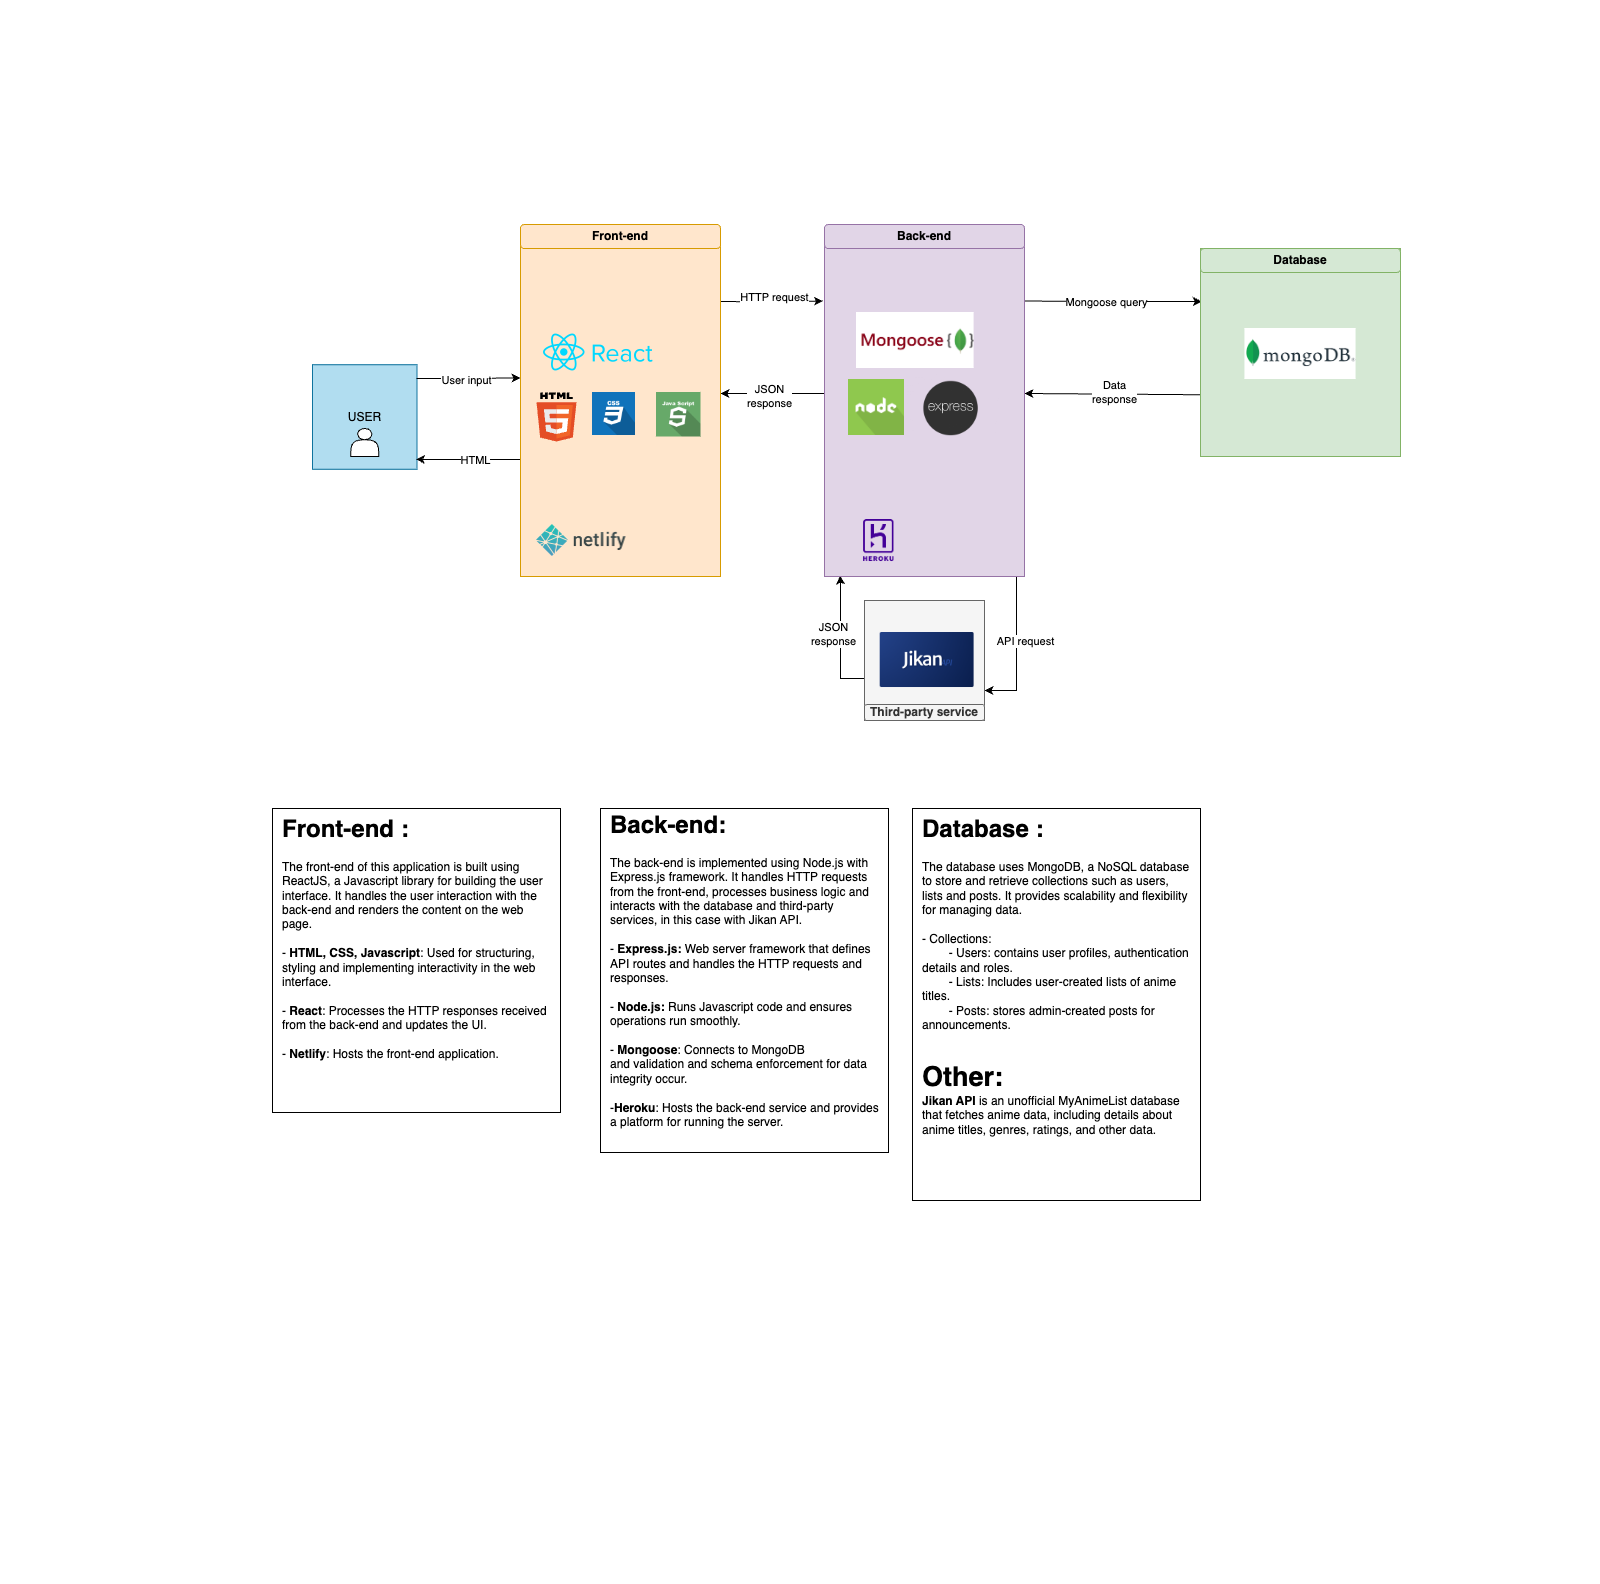 Front-end
Back-end
Database
HTTP request
Mongoose query
Mongoose { }
React
mongoDB
User input
JSON
response
Data
response
HTML
CSS
Java Script
node
express
USER
HTML
netlify
HEROKU
JSON
response
API request
Jikan
Third-party service
Front-end :
The front-end of this application is built using
ReactJS, a Javascript library for building the user
interface. It handles the user interaction with the
back-end and renders the content on the web
page.
- HTML, CSS, Javascript: Used for structuring,
styling and implementing interactivity in the web
interface.
- React: Processes the HTTP responses received
from the back-end and updates the UI.
- Netlify: Hosts the front-end application.
Back-end:
The back-end is implemented using Node.js with
Express.js framework. It handles HTTP requests
from the front-end, processes business logic and
interacts with the database and third-party
services, in this case with Jikan API.
- Express.js: Web server framework that defines
API routes and handles the HTTP requests and
responses.
- Node.js: Runs Javascript code and ensures
operations run smoothly.
- Mongoose: Connects to MongoDB
and validation and schema enforcement for data
integrity occur.
-Heroku: Hosts the back-end service and provides
a platform for running the server.
Database :
The database uses MongoDB, a NoSQL database
to store and retrieve collections such as users,
lists and posts. It provides scalability and flexibility
for managing data.
- Collections:
- Users: contains user profiles, authentication
details and roles.
- Lists: Includes user-created lists of anime
titles.
- Posts: stores admin-created posts for
announcements.
Other:
Jikan API is an unofficial MyAnimeList database
that fetches anime data, including details about
anime titles, genres, ratings, and other data.